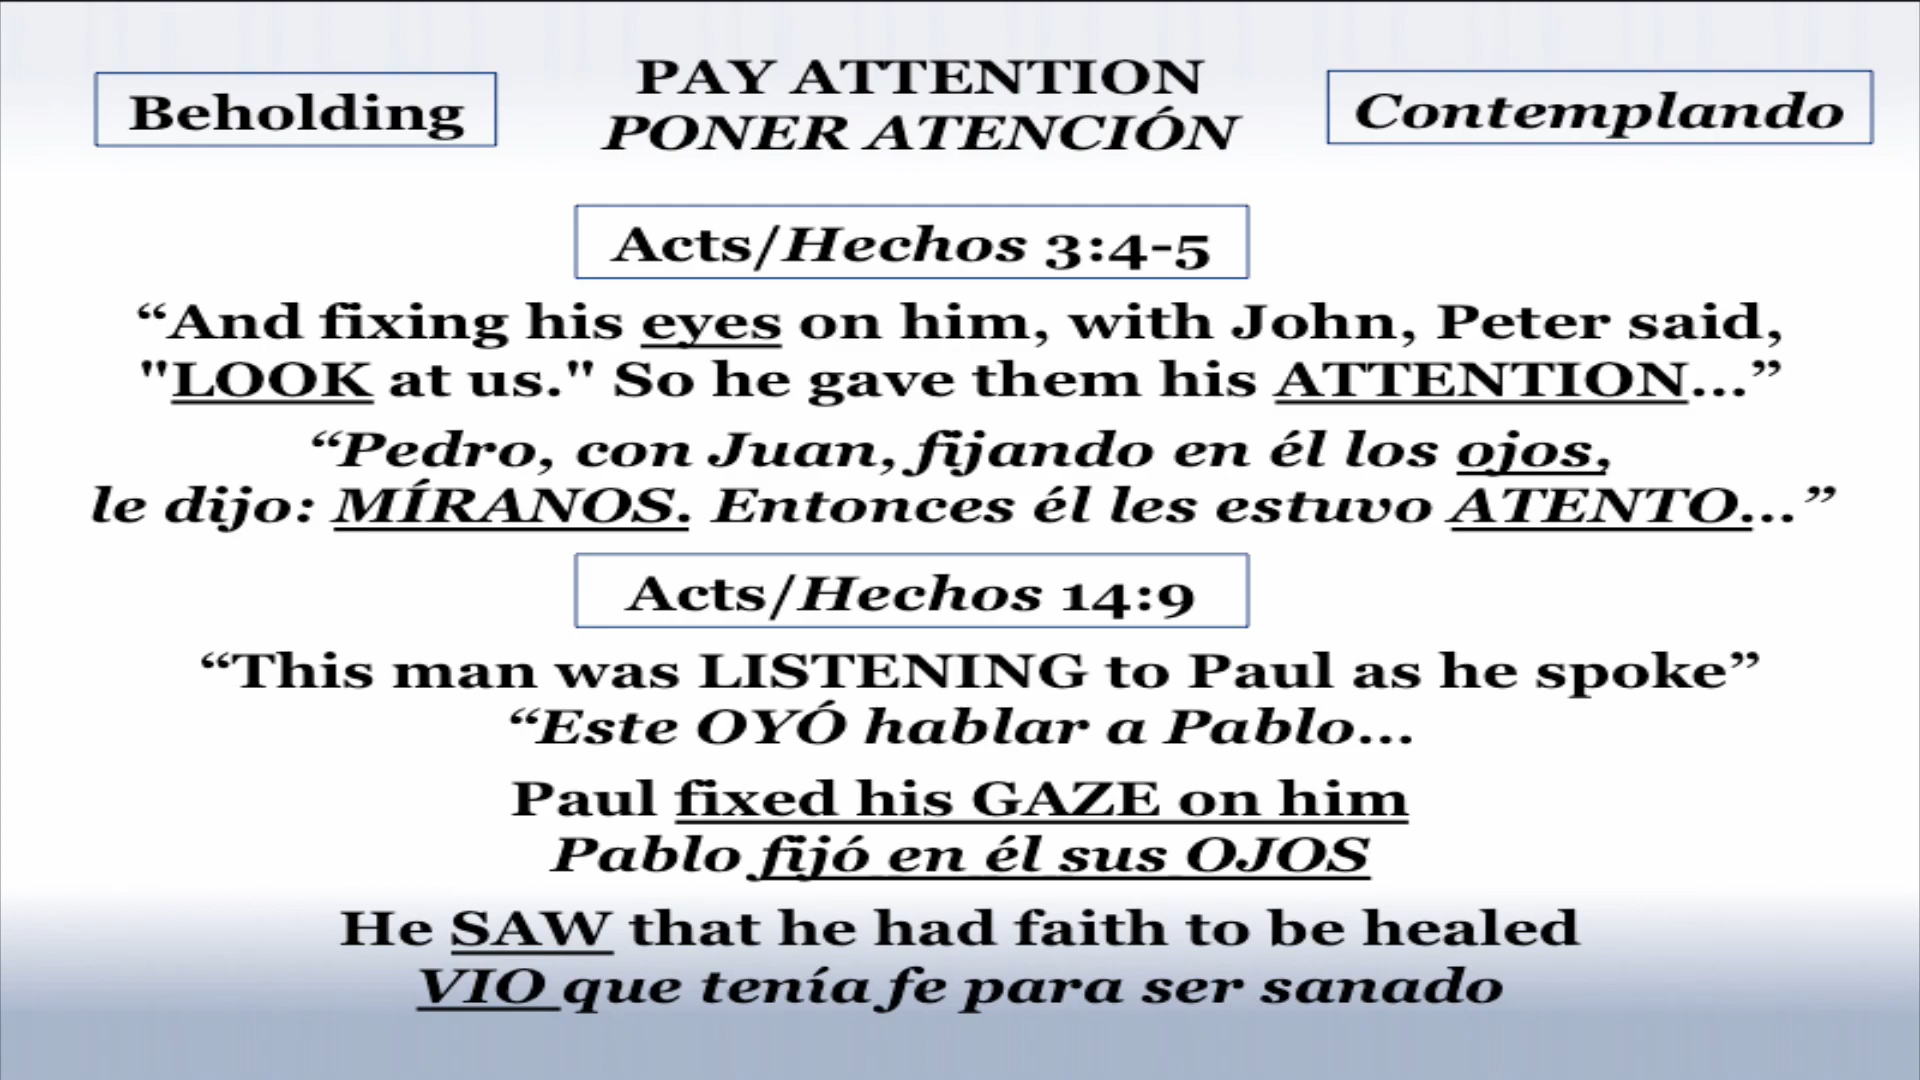 Beholding
PAY ATTENTION
PONER ATENCIÓN
Contemplando
Acts/Hechos 3:4-5
“And fixing his eyes on him, with John, Peter said,
"LOOK at us." So he gave them his ATTENTION...”
“Pedro, con Juan, fijando en él los ojos,
le dijo: MÍRANOS. Entonces él les estuvo ATENTO...”
Acts/Hechos 14:9
“This man was LISTENING to Paul as he spoke”
“Este OYÓ hablar a Pablo...
Paul fixed his GAZE on him
Pablo fijó en él sus OJOS
He SAW that he had faith to be healed
VIO que tenía fe para ser sanado